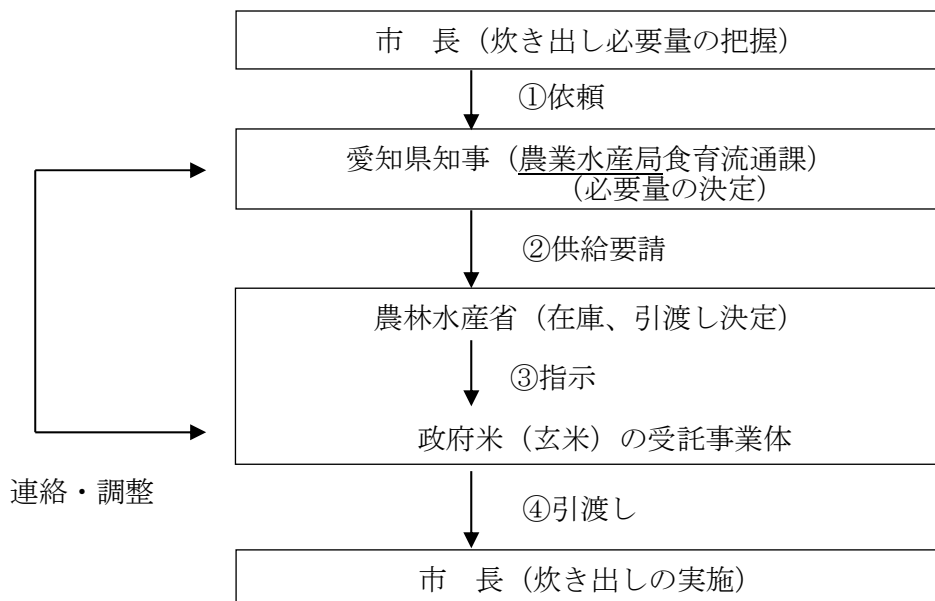 市　長（炊き出し必要量の把握）
①依頼
愛知県知事（農業水産局食育流通課）
（必要量の決定）
②供給要請
農林水産省（在庫、引渡し決定）
③指示
政府米（玄米）の受託事業体
連絡・調整
④引渡し
市　長（炊き出しの実施）